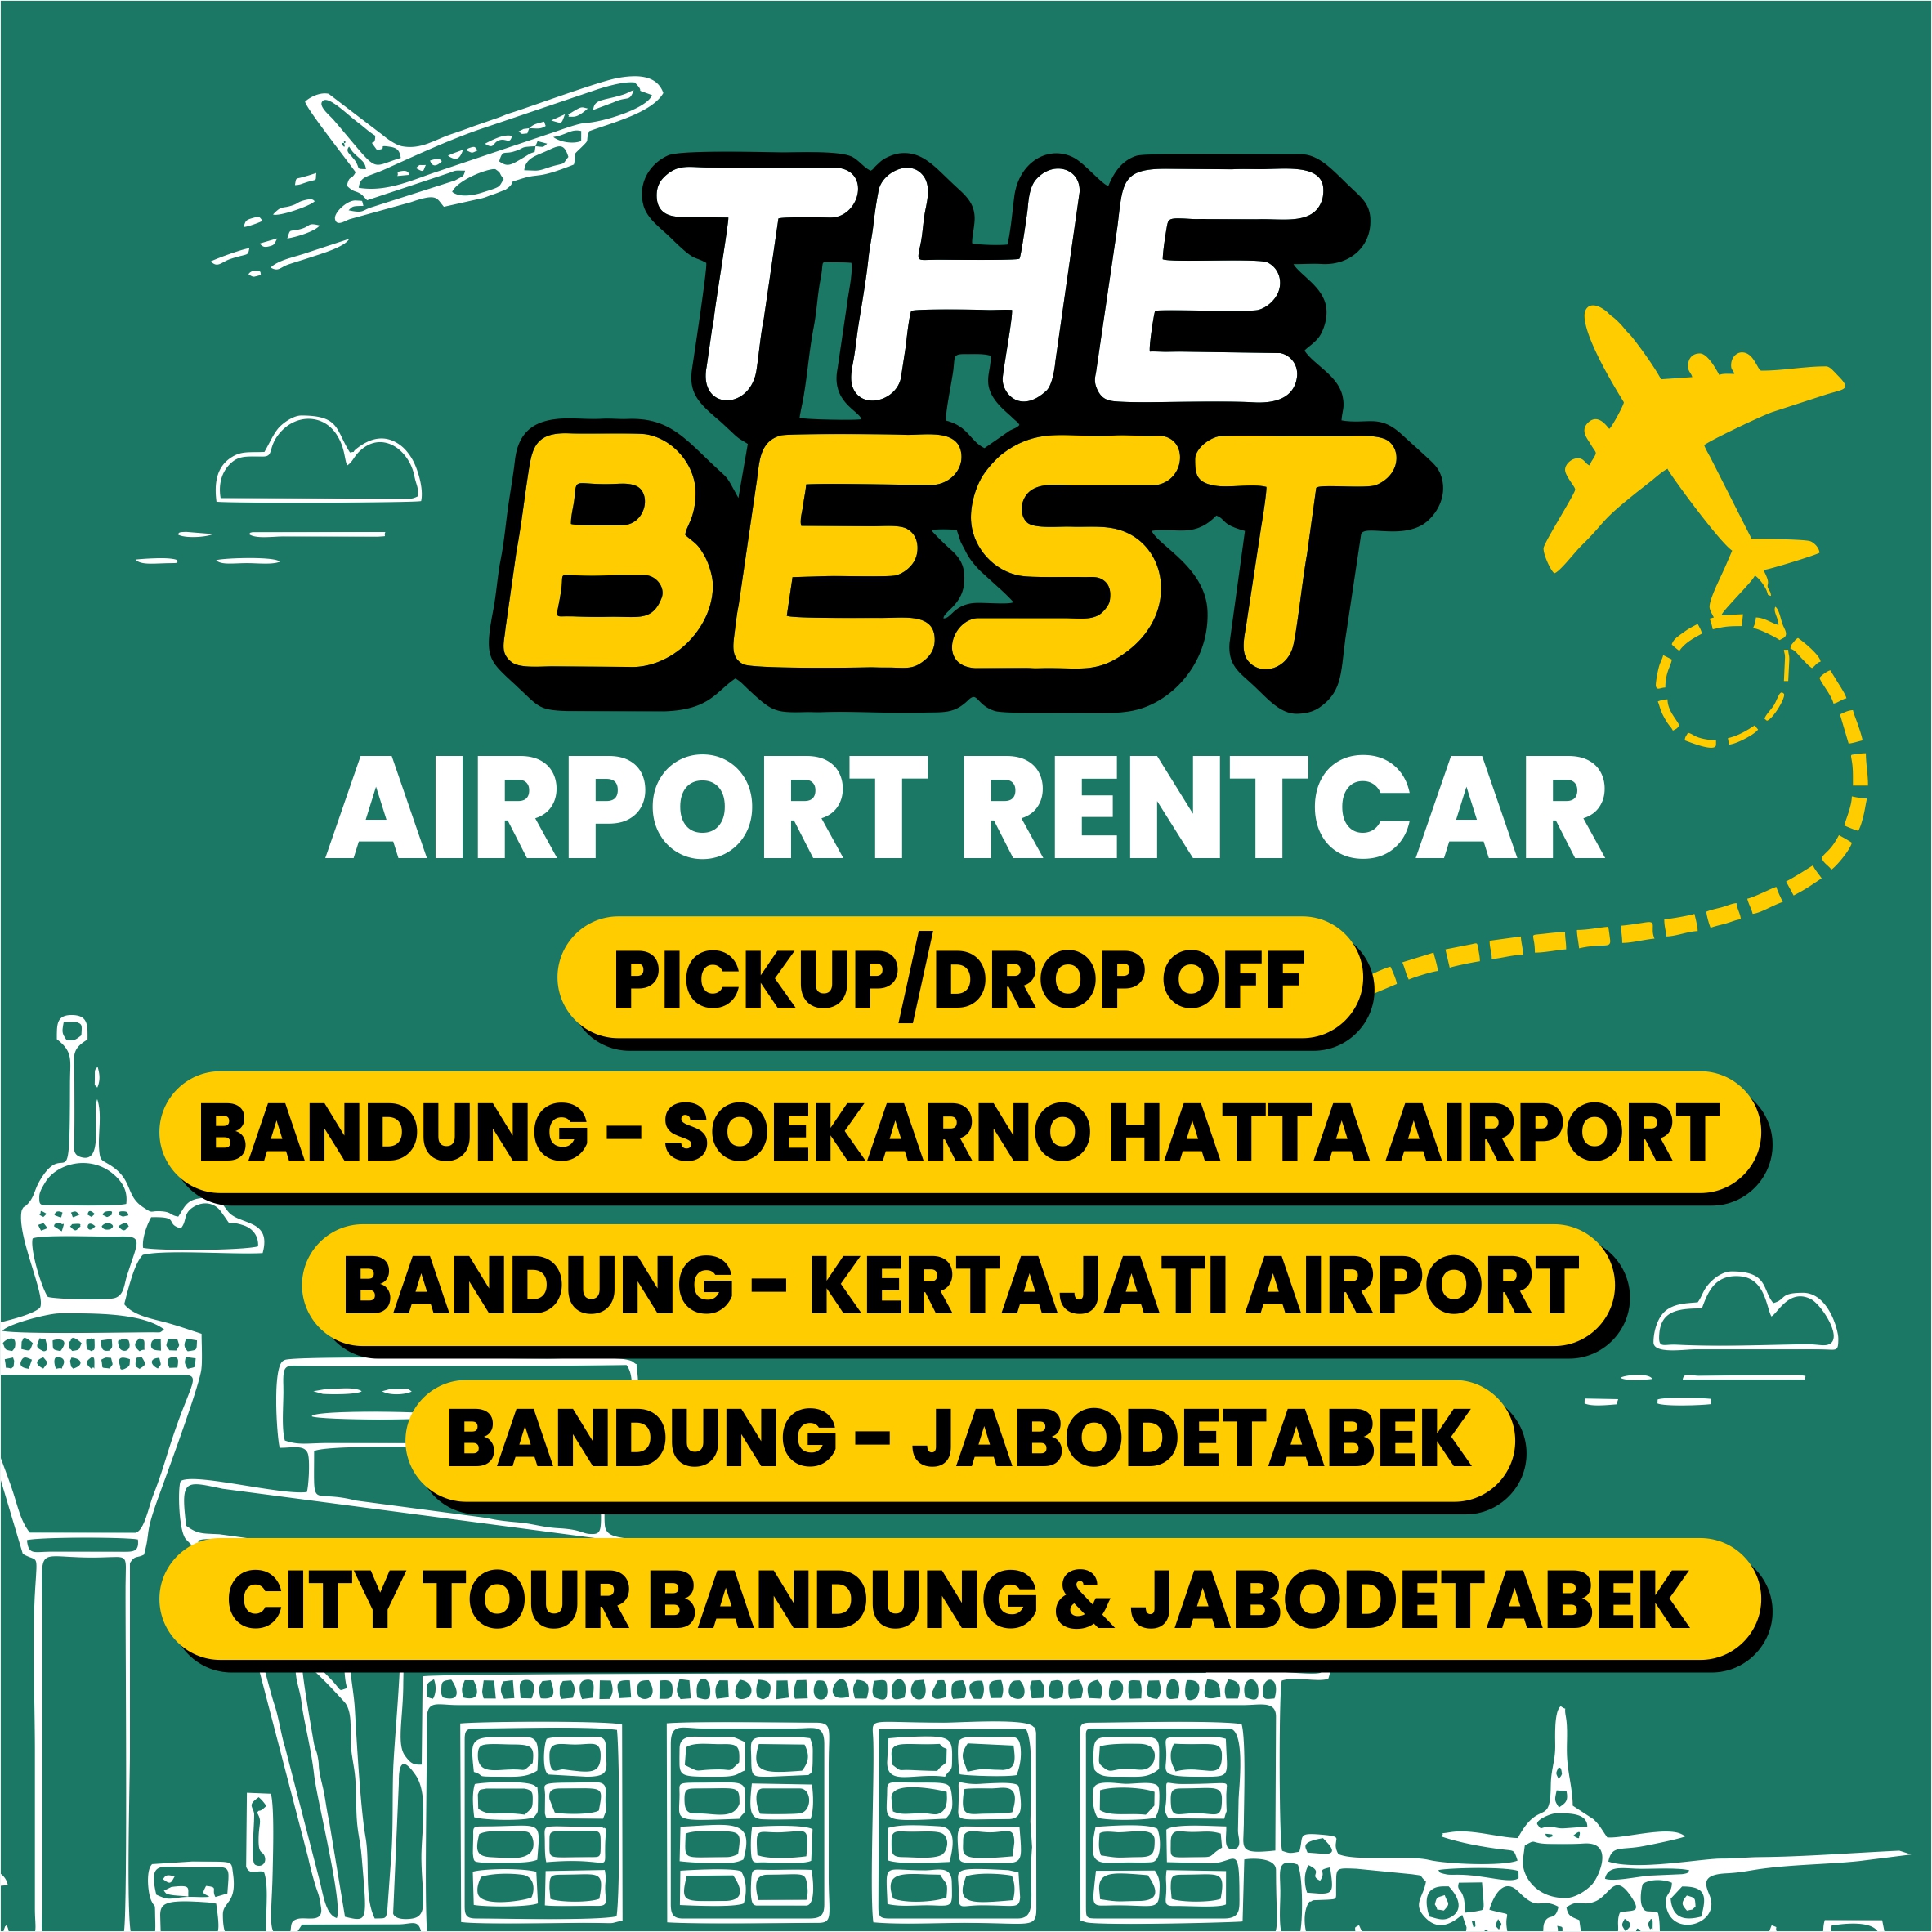 THE
BEST
AIRPORT RENTCAR
PICKUP/DROP OFF
BANDUNG – SOEKARNO HATTA AIRPORT
BANDUNG – KERTAJATI AIRPORT
BANDUNG – JABODETABEK
CITY TOUR BANDUNG & JABODETABEK